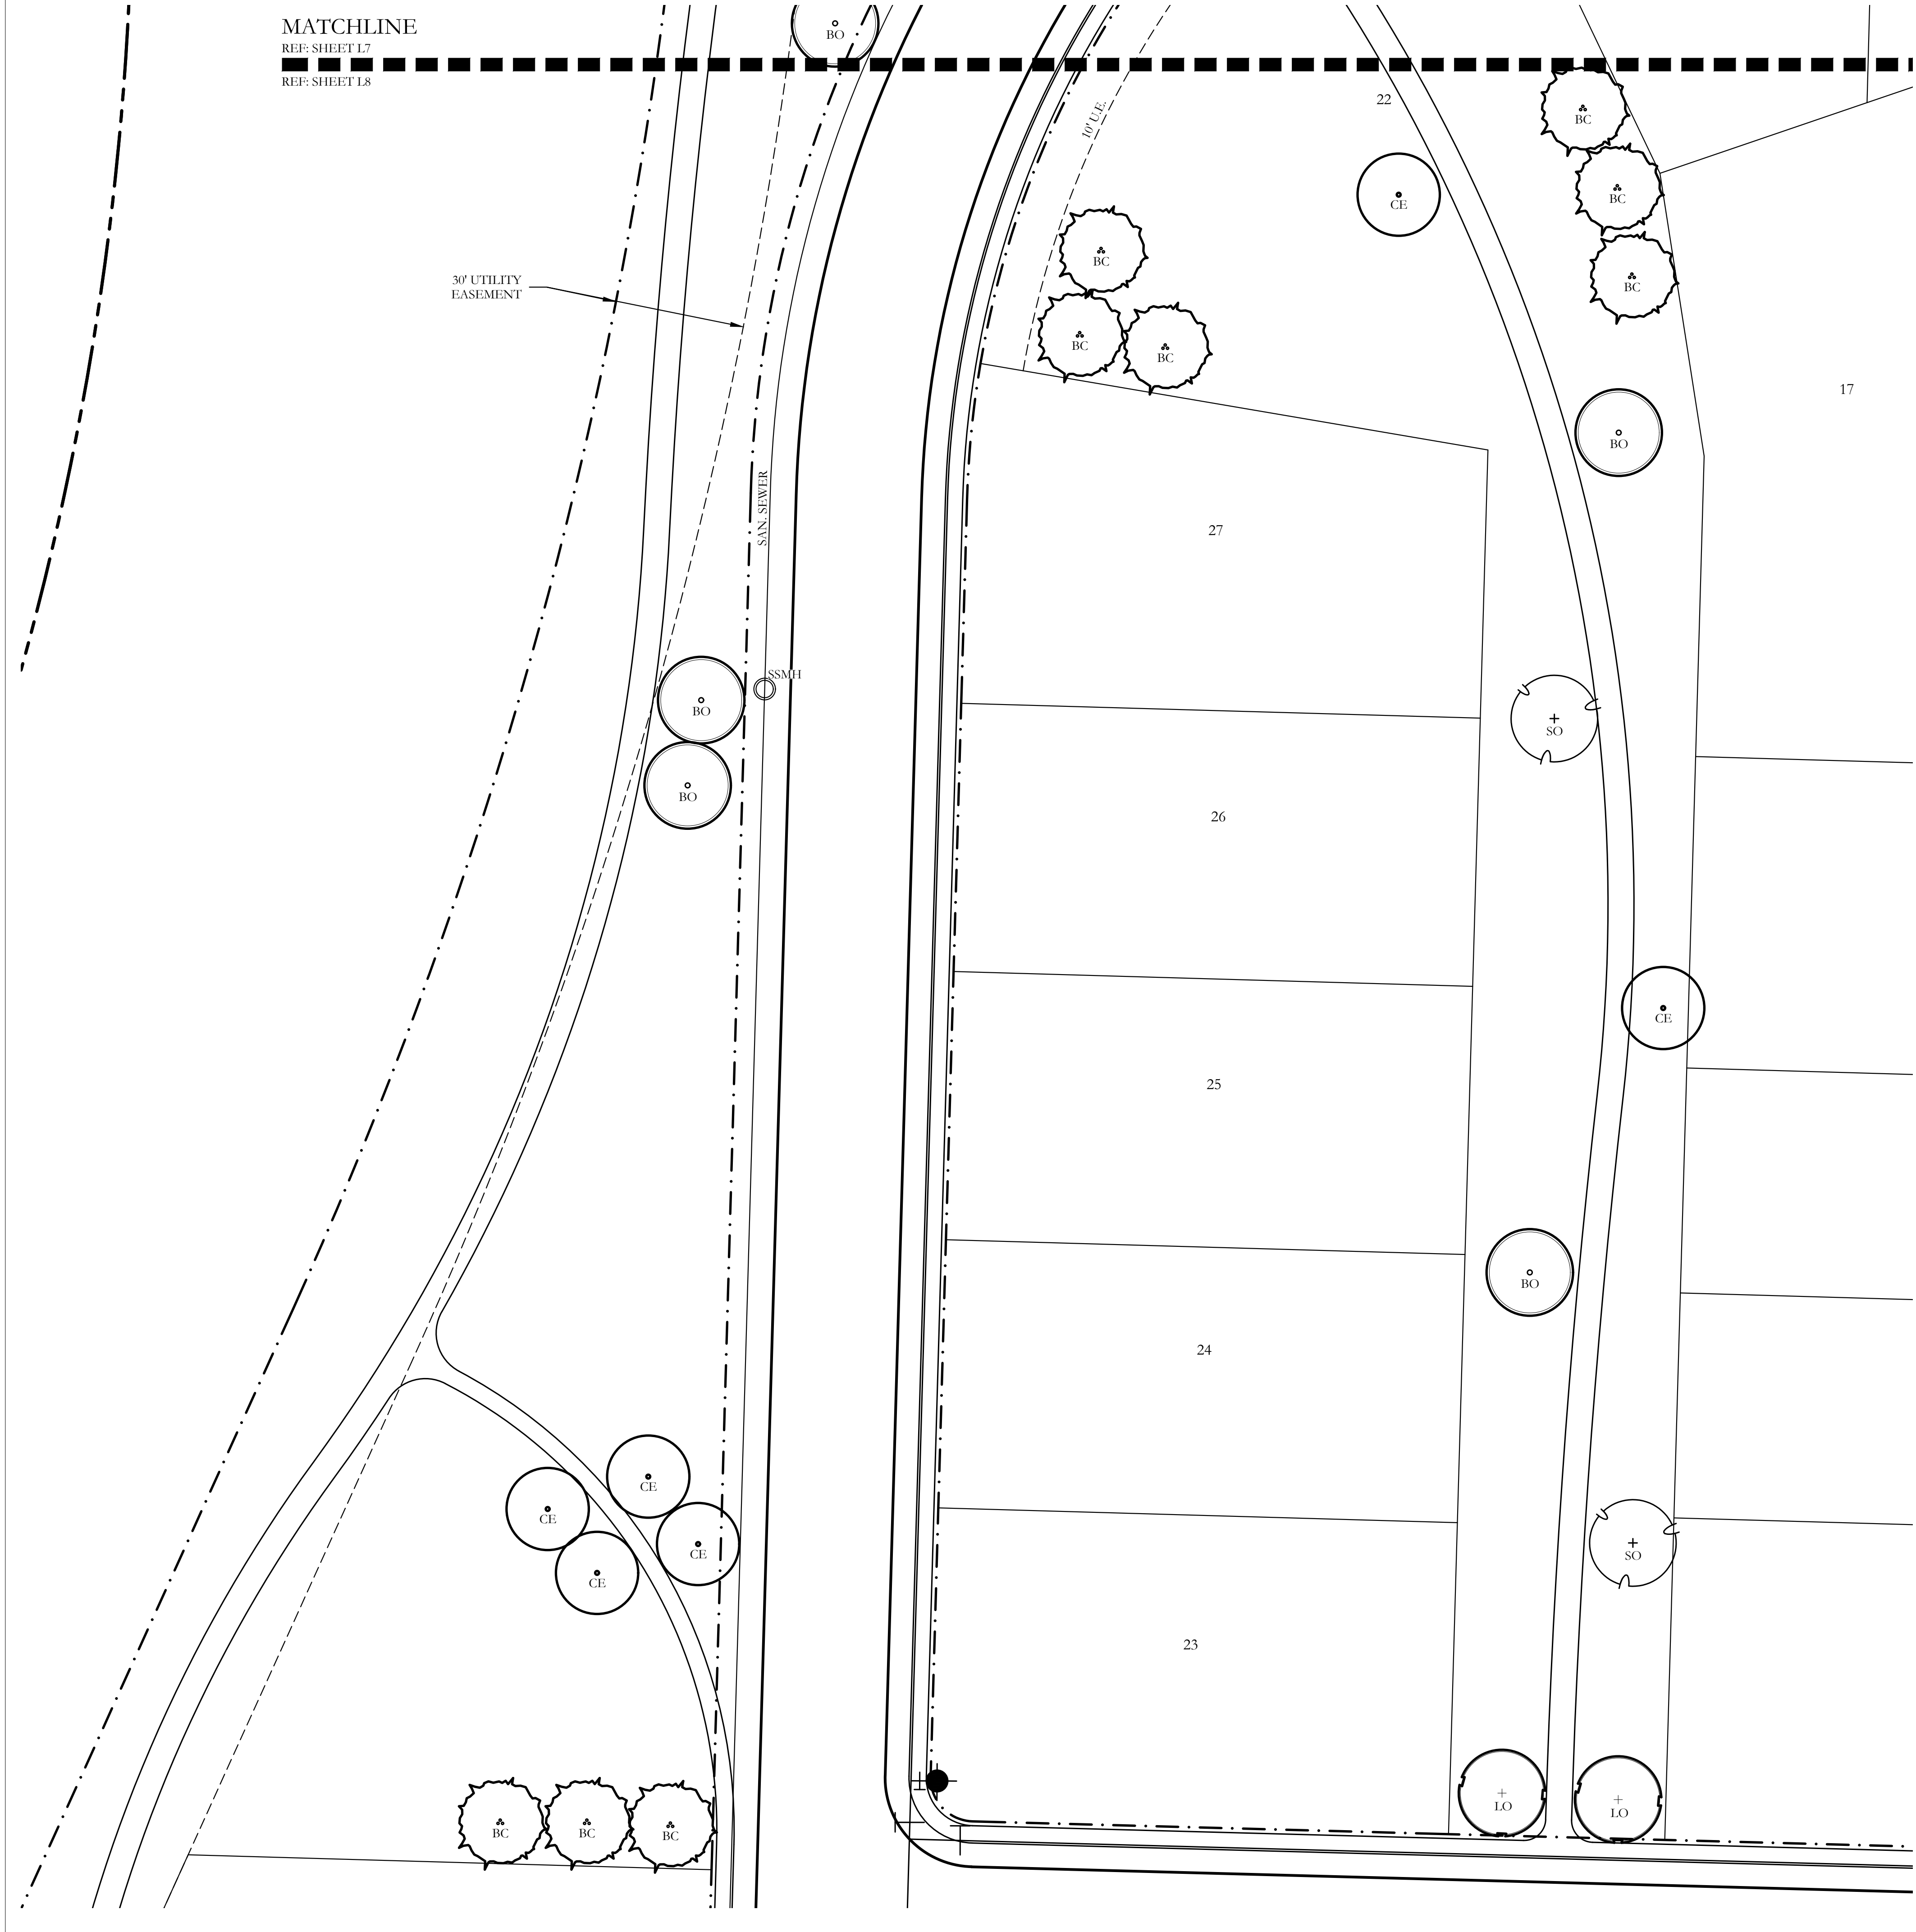 MATCHLINE
REF: SHEET L7
REF: SHEET L8
BO
22
10' U.E.
BC
CE
BC
BC
BC
BC
BC
30' UTILITY
EASEMENT
17
BO
SAN. SEWER
27
SSMH
BO
SO
BO
26
CE
25
BO
24
CE
CE
CE
SO
CE
23
LO
LO
BC
BC
BC